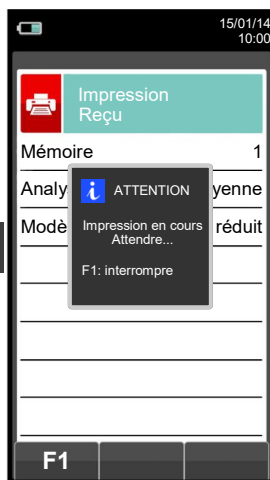 15/01/14
10:00
Impression
Reçu
Mémoire 1
Analy yenne
Modè réduit
ATTENTION
Impression en cours
Attendre...
F1: interrompre
F1